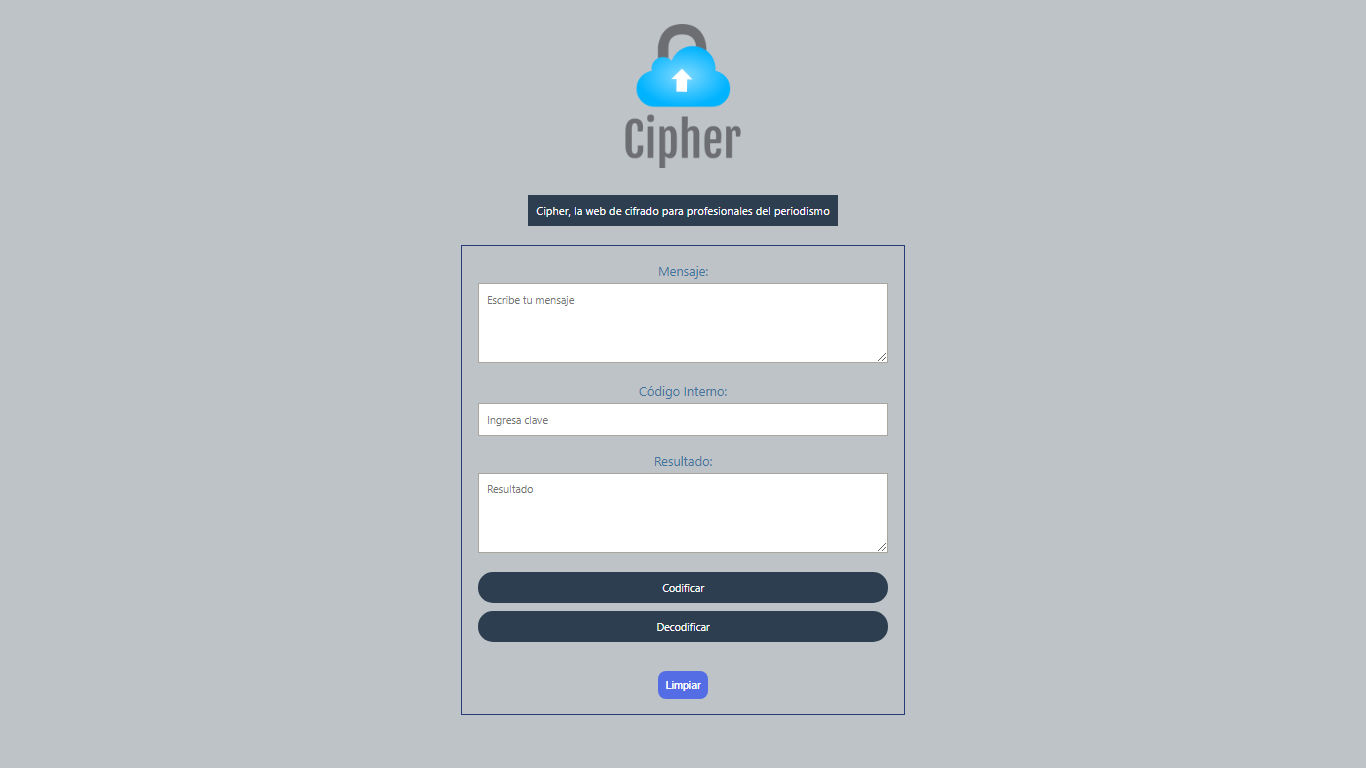 Cipher
Cipher, la web de cifrado para profesionales del periodismo
Mensaje:
Escribe tu mensaje
Código Interno:
Ingresa clave
Resultado:
Resultado
Codificar
Decodificar
Limpiar